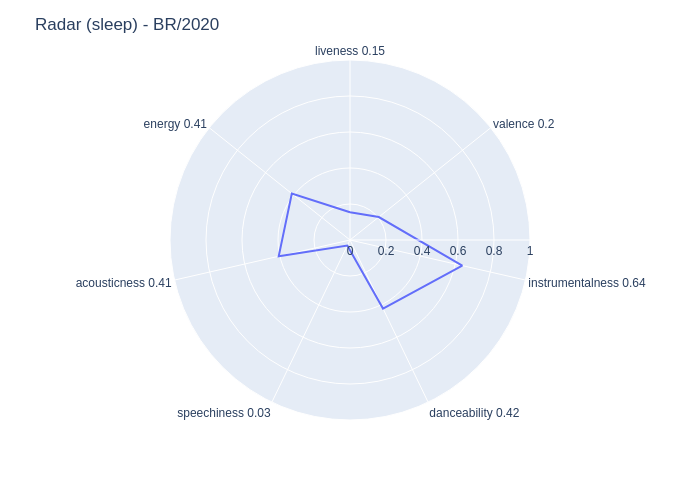 Radar (sleep) - BR/2020
liveness 0.15
energy 0.41
valence 0.2
0 0.2 0.4 0.6 0.8 1
acousticness 0.41
instrumentalness 0.64
speechiness 0.03
danceability 0.42